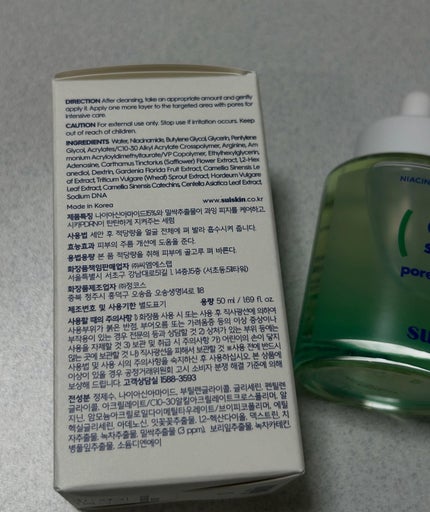 DIRECTION After cleansing, take an appropriate amount and gently
apply it. Apply one more layer to the targeted area with pores for
intensive care.
CAUTION For external use only. Stop use if irritation occurs. Keep
out of reach of children.
INGREDIENTS Water, Niacinamide, Butylene Glycol, Glycerin, Pentylene
Glycol, Acrylates/C10-30 Alkyl Acrylate Crosspolymer, Arginine, Am
monium Acryloyldimethyltaurate/VP Copolymer, Ethylhexylglycerin,
Adenosine, Carthamus Tinctorius (Safflower) Flower Extract, 1,2-Hex
anediol, Dextrin, Gardenia Florida Fruit Extract, Camellia Sinensis Le
af Extract, Triticum Vulgare (Wheat) Sprout Extract, Hordeum Vulgare
Leaf Extract, Camellia Sinensis Catechins, Centella Asiatica Leaf Extract,
Sodium DNA
Made in Korea www.suiskin.co.kr
제품특징 나이아신아마이드15%와 밀싹추출물이 과잉 피지를 케어하고,
시카PDRN이 탄탄하게 지켜주는 세럼
사용법 세안 후 적당량을 얼굴 전체에 펴 발라 흡수시켜 줍니다.
효능효과 피부의 주름 개선에 도움을 준다.
용법용량 본 품 적당량을 취해 피부에 골고루 펴 바른다.
화장품책임판매업자 ㈜씨엠에스랩
서울특별시 서초구 강남대로51길 1, 14층,15층 (서초동,511타워)
화장품제조업자 ㈜정코스
충북 청주시 흥덕구 오송읍 오송생명14로 118
제조번호 및 사용기한 별도표기 용량 50 ml / 1.69 fl. oz.
사용할 때의 주의사항 1) 화장품 사용 시 또는 사용 후 직사광선에 의하여
사용부위가 붉은 반점, 부어오름 또는 가려움증 등의 이상 증상이나
부작용이 있는 경우 전문의 등과 상담할 것 2) 상처가 있는 부위 등에는
사용을 자제할 것 3) 보관 및 취급 시 주의사항 가) 어린이의 손이 닿지
않는 곳에 보관할 것 나) 직사광선을 피해서 보관할 것 ※사용 전에 반드시
사용법 및 사용 시의 주의사항을 숙지하신 후 사용하십시오. 본 상품에
이상이 있을 경우 공정거래위원회 고시 소비자 분쟁 해결 기준에 의해
보상해 드립니다. 고객상담실 1588-3593
전성분 정제수, 나이아신아마이드, 부틸렌글라이콜, 글리세린, 펜틸렌
글라이콜, 아크릴레이트/C10-30알킬아크릴레이트크로스폴리머, 알
지닌, 암모늄아크릴로일다이메틸타우레이트/브이피코폴리머, 에틸
헥실글리세린, 아데노신, 잇꽃꽃추출물, 1,2-헥산다이올, 덱스트린, 치
자추출물, 녹차추출물, 밀싹추출물 (3 ppm), 보리잎추출물, 녹차카테킨,
병풀잎추출물, 소듐디엔에이
NIACIN
pore
sui